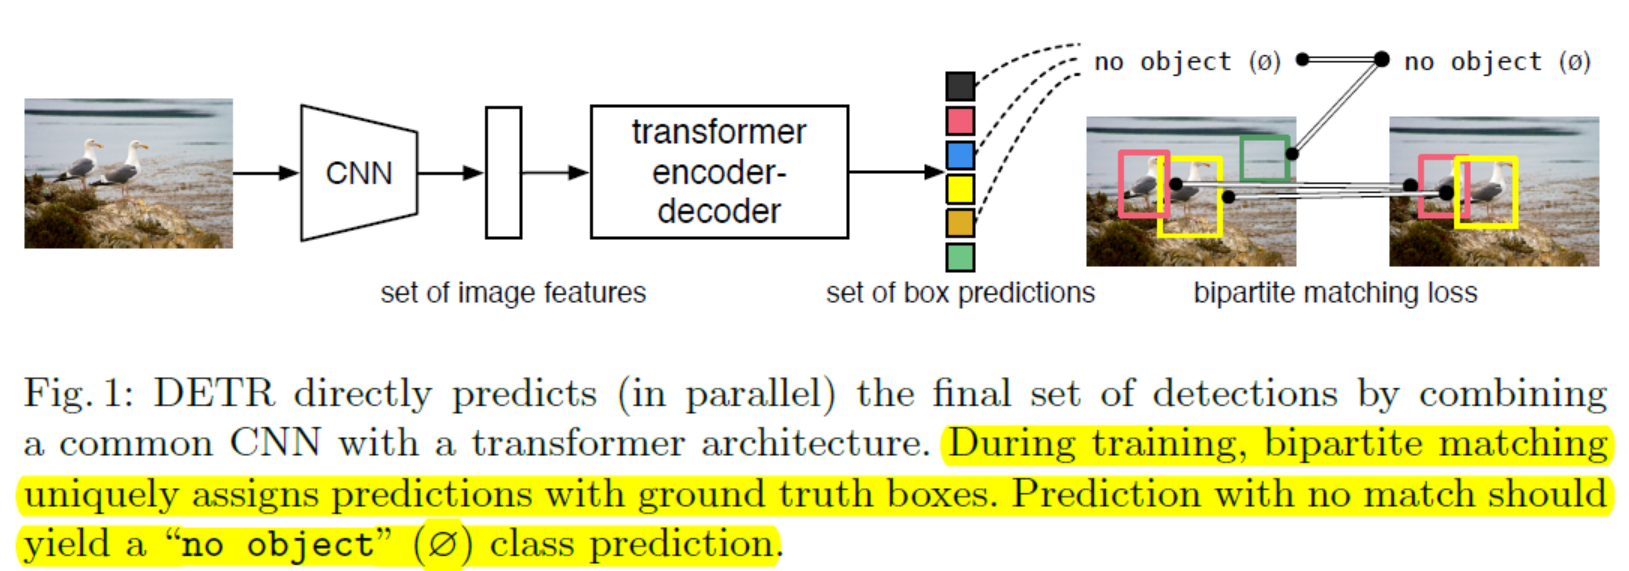 no object (∅) no object (∅)
CNN
transformer
encoder-
decoder
set of image features
set of box predictions
bipartite matching loss
Fig. 1: DETR directly predicts (in parallel) the final set of detections by combining
a common CNN with a transformer architecture. During training, bipartite matching
uniquely assigns predictions with ground truth boxes. Prediction with no match should
yield a “no object” (∅) class prediction.